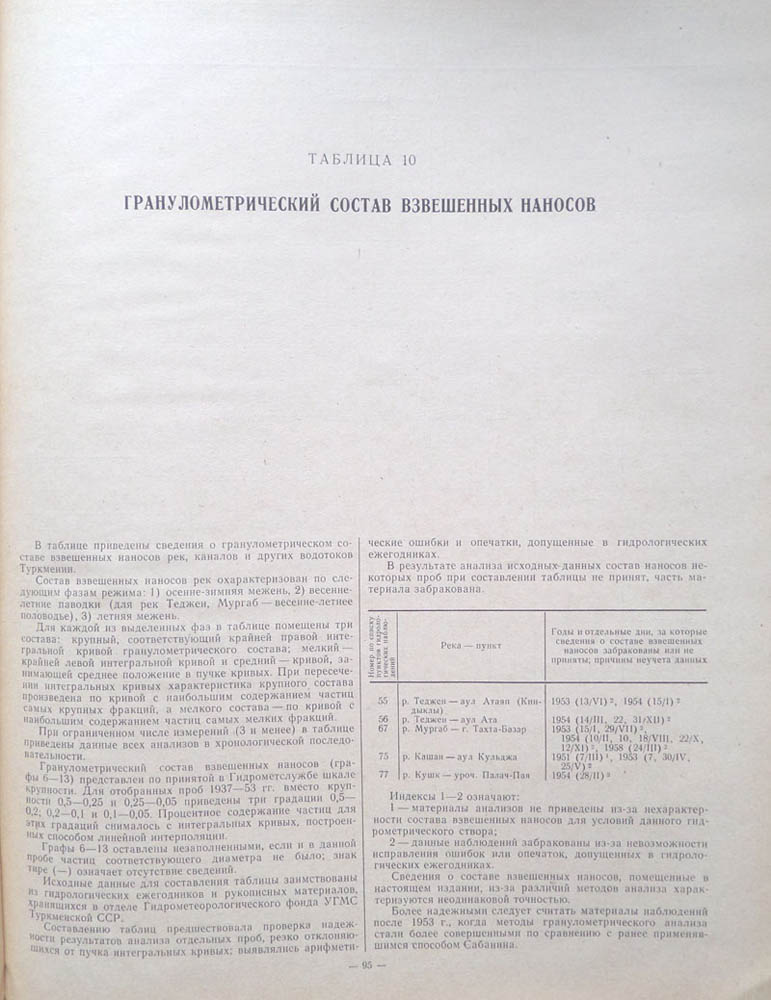 ТАБЛИЦА 10
ГРАНУЛОМЕТРИЧЕСКИЙ СОСТАВ ВЗВЕШЕННЫХ НАНОСОВ
В таблице приведены сведения о гранулометрическом со-
ставе взвешенных наносов рек, каналов и других водотоков
Туркмении.
Состав взвешенных наносов рек охарактеризован по сле-
дующим фазам режима: 1) осенне-зимняя межень, 2) весенне-
летние паводки (для рек Теджен, Мургаб — весенне-летнее
половодье), 3) летняя межень.
Для каждой из выделенных фаз в таблице помещены три
состава: крупный, соответствующий крайней правой инте-
гральной кривой гранулометрического состава; мелкий —
крайней левой интегральной кривой и средний — кривой, за-
нимающей среднее положение в пучке кривых. При пересече-
нии интегральных кривых характеристика крупного состава
произведена по кривой с наибольшим содержанием частиц
самых крупных фракций, а мелкого состава — по кривой с
наибольшим содержанием частиц самых мелких фракций.
При ограниченном числе измерений (3 и менее) в таблице
приведены данные всех анализов в хронологической последо-
вательности.
Гранулометрический состав взвешенных наносов (гра-
фы 6—13) представлен по принятой в Гидрометслужбе шкале
крупности. Для отобранных проб 1937—53 гг. вместо круп-
ности 0,5—0,25 и 0,25—0,05 приведены три градации 0,5—
0,2; 0,2—0,1 и 0,1—0,05. Процентное содержание частиц для
этих градаций снималось с интегральных кривых, построен-
ных способом линейной интерполяции.
Графы 6—13 оставлены незаполненными, если и в данной
пробе частиц соответствующего диаметра не было; знак
тире (—) означает отсутствие сведений.
Исходные данные для составления таблицы заимствованы
из гидрологических ежегодников и рукописных материалов,
хранящихся в отделе Гидрометеорологического фонда УГМС
Туркменской ССР.
Составлению таблиц предшествовала проверка надеж-
ности результатов анализа отдельных проб, резко отклоняю-
щихся от пучка интегральных кривых; выявлялись арифмети-
ческие ошибки и опечатки, допущенные в гидрологических
ежегодниках.
В результате анализа исходных данных состав наносов не-
которых проб при составлении таблицы не принят, часть ма-
териала забракована.
Номер по списку
пунктов гидроло-
гических наблю-
дений
Река — пункт
Годы и отдельные дни, за которые
сведения о составе взвешенных
наносов забракованы или не
приняты; причины неучета данных
55 р. Теджен — аул Атаяп (Кин- 1953 (13/VI) ², 1954 (15/I) ²
дыклы)
56 р. Теджен — аул Ата 1954 (14/III, 22, 31/XII) ²
67 р. Мургаб — г. Тахта-Базар 1953 (15/I, 29/VII) ²,
1954 (10/II, 10, 18/VIII, 22/X,
12/XI) ², 1958 (24/III) ²
75 р. Кашан — аул Кульджа 1951 (7/III) ¹, 1953 (7, 30/IV,
25/V) ²
77 р. Кушк — уроч. Палач-Пая 1954 (28/II) ²
Индексы 1—2 означают:
1 — материалы анализов не приведены из-за нехарактер-
ности состава взвешенных наносов для условий данного гид-
рометрического створа;
2 — данные наблюдений забракованы из-за невозможности
исправления ошибок или опечаток, допущенных в гидроло-
гических ежегодниках.
Сведения о составе взвешенных наносов, помещенные в
настоящем издании, из-за различий методов анализа харак-
теризуются неодинаковой точностью.
Более надежными следует считать материалы наблюдений
после 1953 г., когда методы гранулометрического анализа
стали более совершенными по сравнению с ранее применяв-
шимся способом Сабанина.
— 95 —